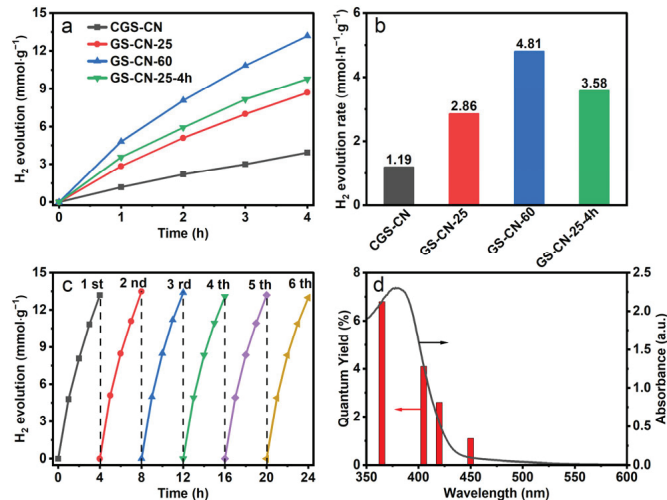 a
CGS-CN
GS-CN-25
GS-CN-60
GS-CN-25-4h
H₂ evolution (mmol·g⁻¹)
15
12
9
6
3
0
0 1 2 3 4
Time (h)
b
H₂ evolution rate (mmol·h⁻¹·g⁻¹)
6
4
2
0
1.19
2.86
4.81
3.58
CGS-CN
GS-CN-25
GS-CN-60
GS-CN-25-4h
c
1 st 2 nd 3 rd 4 th 5 th 6 th
H₂ evolution (mmol·g⁻¹)
15
12
9
6
3
0
0 4 8 12 16 20 24
Time (h)
d
Quantum Yield (%)
8
6
4
2
0
350 400 450 500 550 600
Wavelength (nm)
2.5
2.0
1.5
1.0
0.5
0.0
Absorbance (a.u.)